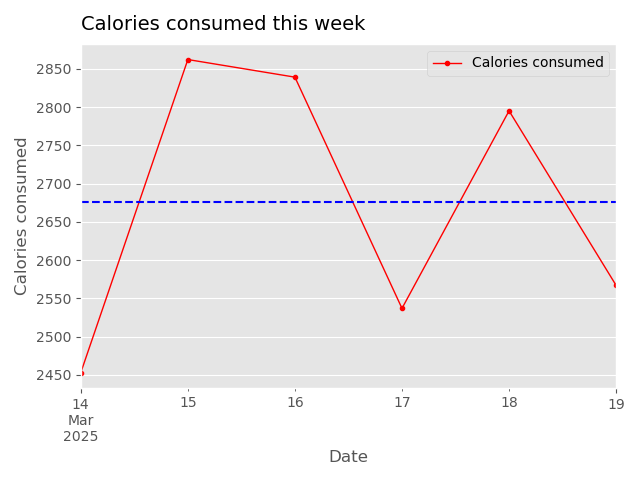 Calories consumed this week
Calories consumed
2850
2800
2750
2700
2650
2600
2550
2500
2450
Calories consumed
14 15 16 17 18 19
Mar
2025
Date